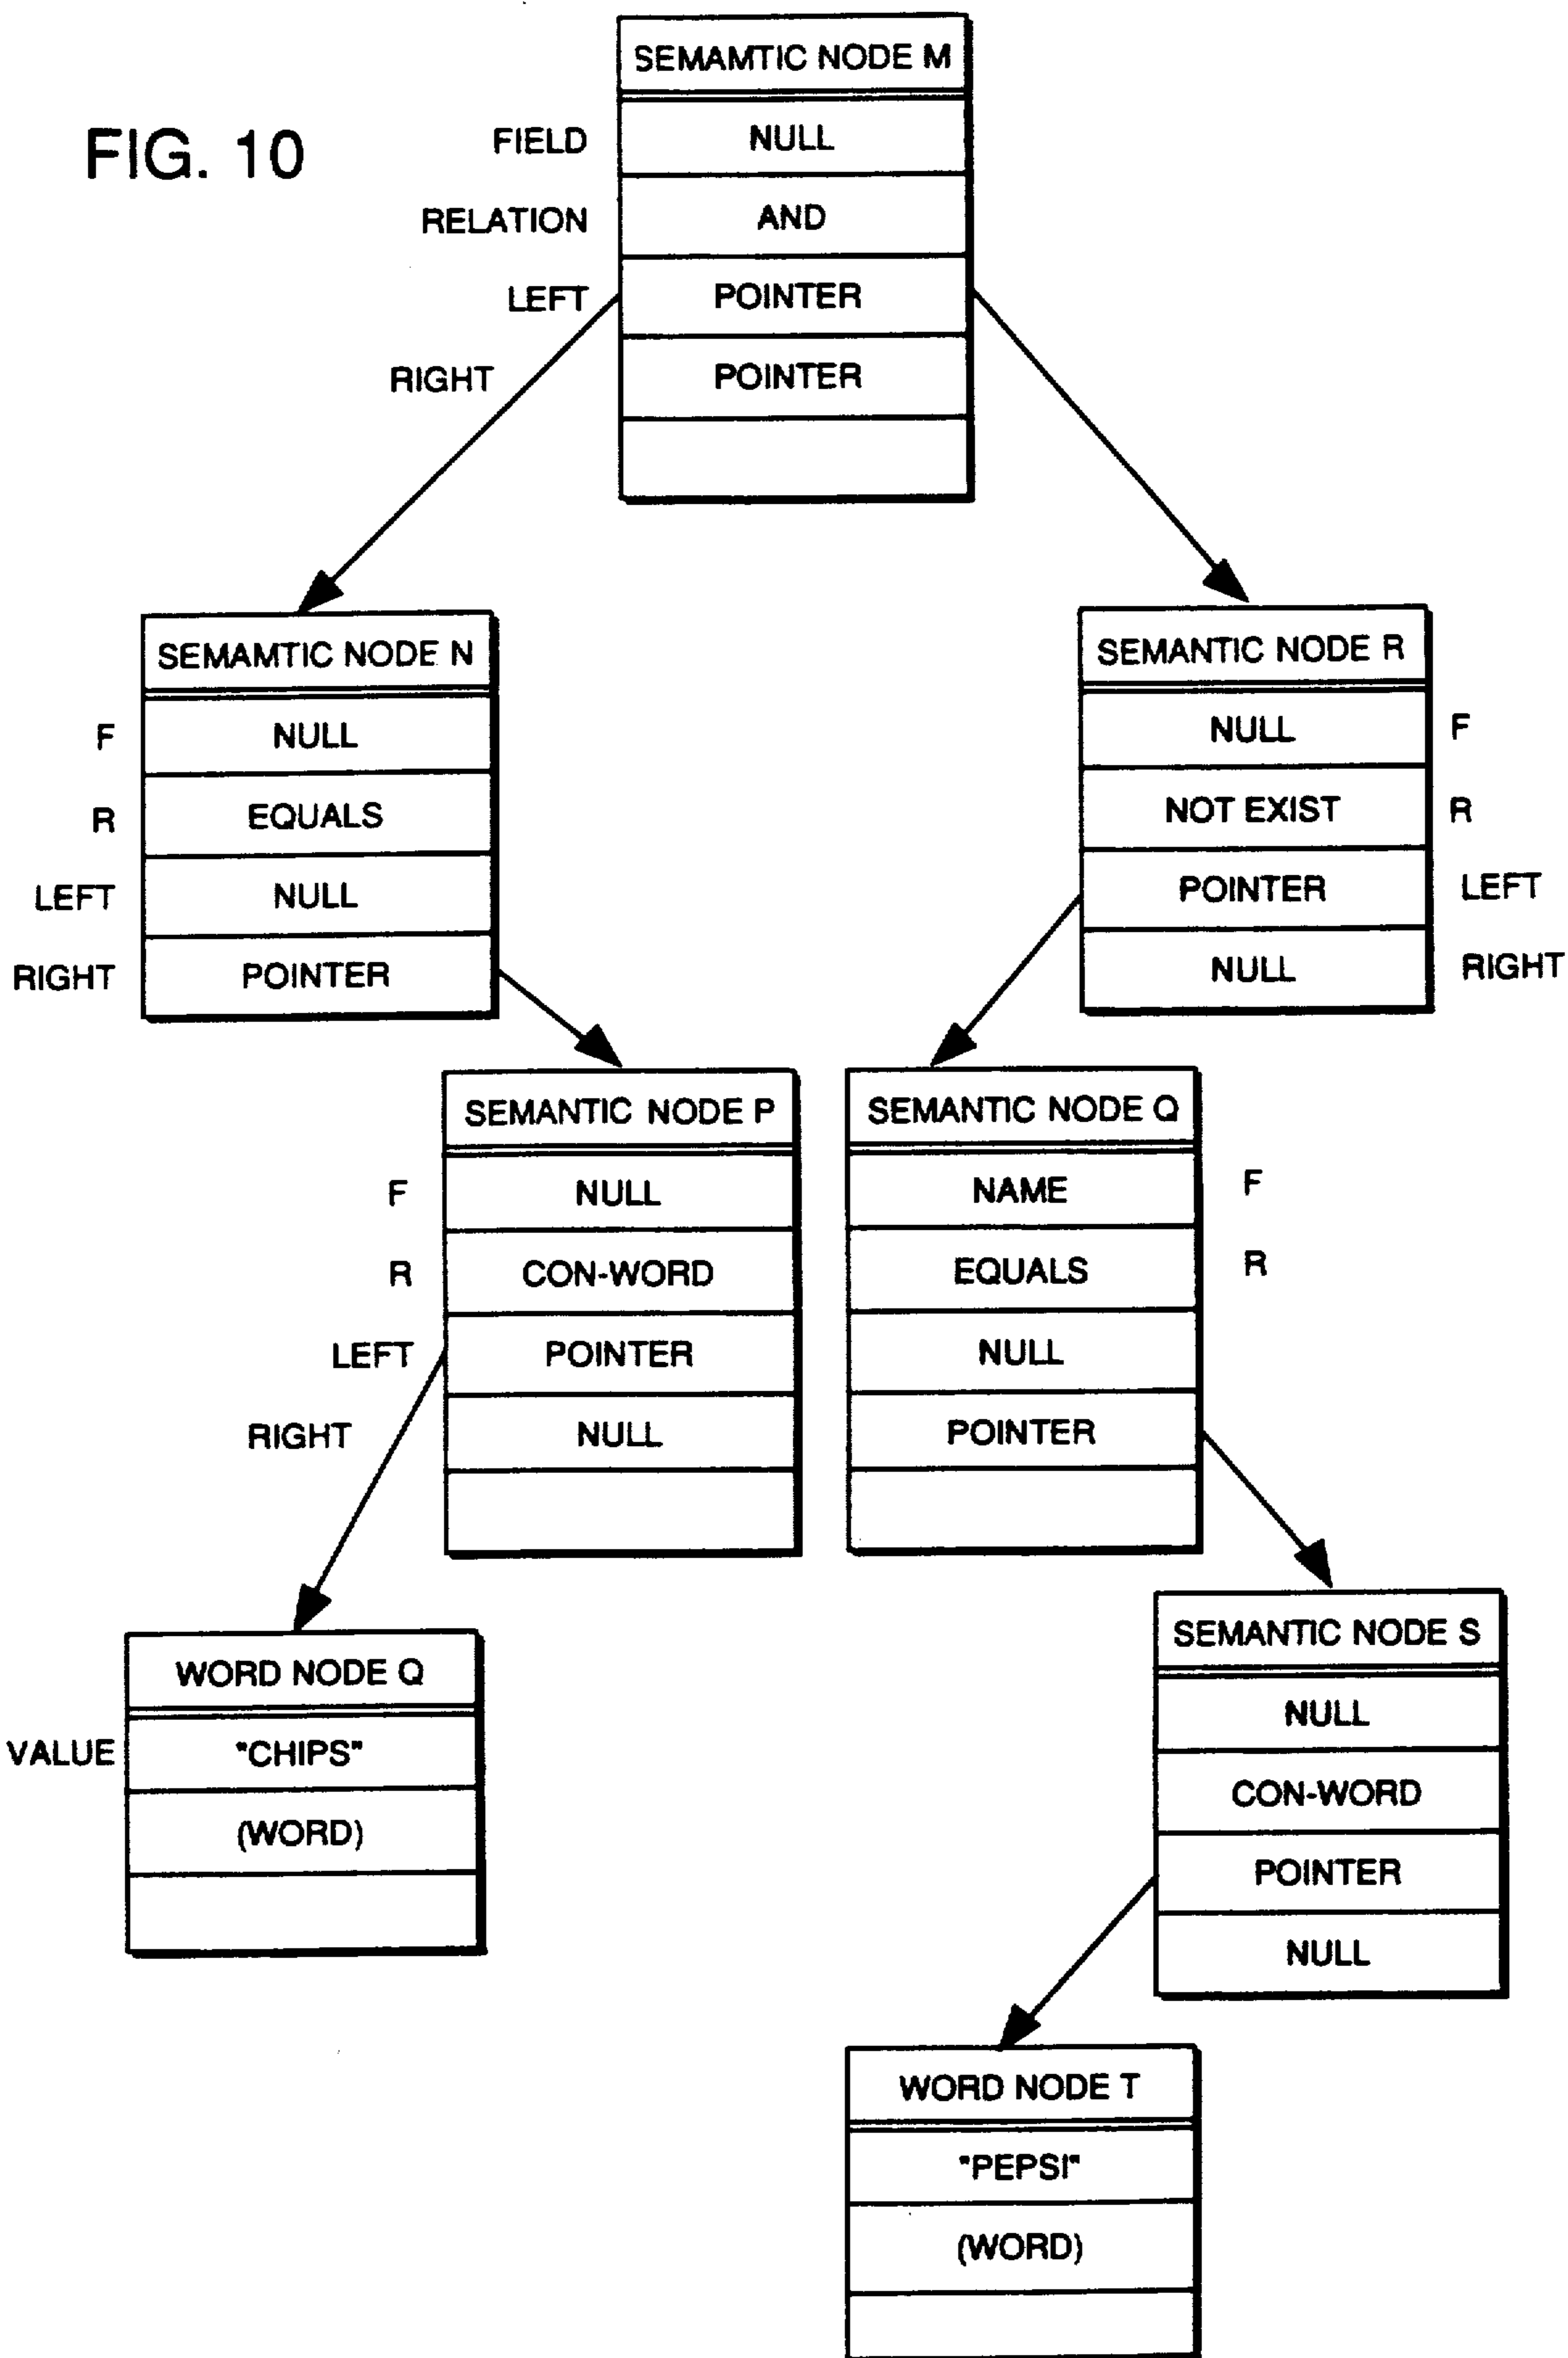 FIG. 10
SEMAMTIC NODE M
FIELD NULL
RELATION AND
LEFT POINTER
RIGHT POINTER
SEMAMTIC NODE N
F NULL
R EQUALS
LEFT NULL
RIGHT POINTER
SEMANTIC NODE R
NULL F
NOT EXIST R
POINTER LEFT
NULL RIGHT
SEMANTIC NODE P
F NULL
R CON-WORD
LEFT POINTER
RIGHT NULL
SEMANTIC NODE Q
NAME F
EQUALS R
NULL
POINTER
WORD NODE Q
VALUE "CHIPS"
(WORD)
SEMANTIC NODE S
NULL
CON-WORD
POINTER
NULL
WORD NODE T
"PEPSI"
(WORD)